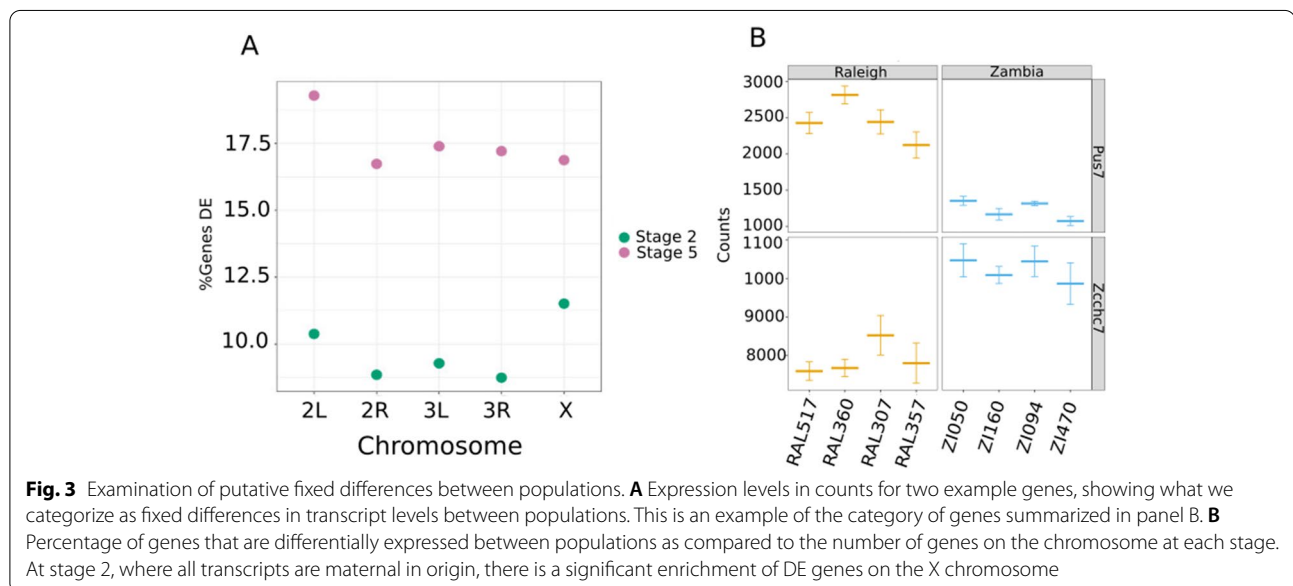 A
%Genes DE
17.5
15.0
12.5
10.0
2L 2R 3L 3R X
Chromosome
Stage 2
Stage 5
B
Raleigh Zambia
Counts
3000
2500
2000
1500
1000
Pus7
1100
1000
9000
8000
Zcchc7
RAL517 RAL360 RAL307 RAL357 ZI050 ZI160 ZI094 ZI470
Fig. 3 Examination of putative fixed differences between populations. A Expression levels in counts for two example genes, showing what we
categorize as fixed differences in transcript levels between populations. This is an example of the category of genes summarized in panel B. B
Percentage of genes that are differentially expressed between populations as compared to the number of genes on the chromosome at each stage.
At stage 2, where all transcripts are maternal in origin, there is a significant enrichment of DE genes on the X chromosome